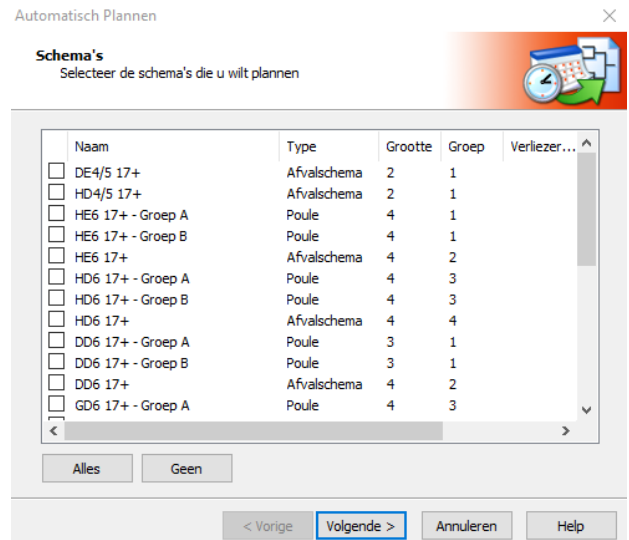 Automatisch Plannen
Schema's
Selecteer de schema's die u wilt plannen
Naam Type Grootte Groep Verliezer...
DE4/5 17+ Afvalschema 2 1
HD4/5 17+ Afvalschema 2 1
HE6 17+ - Groep A Poule 4 1
HE6 17+ - Groep B Poule 4 1
HE6 17+ Afvalschema 4 2
HD6 17+ - Groep A Poule 4 3
HD6 17+ - Groep B Poule 4 3
HD6 17+ Afvalschema 4 4
DD6 17+ - Groep A Poule 3 1
DD6 17+ - Groep B Poule 3 1
DD6 17+ Afvalschema 4 2
GD6 17+ - Groep A Poule 4 3
Alles Geen
< Vorige Volgende > Annuleren Help